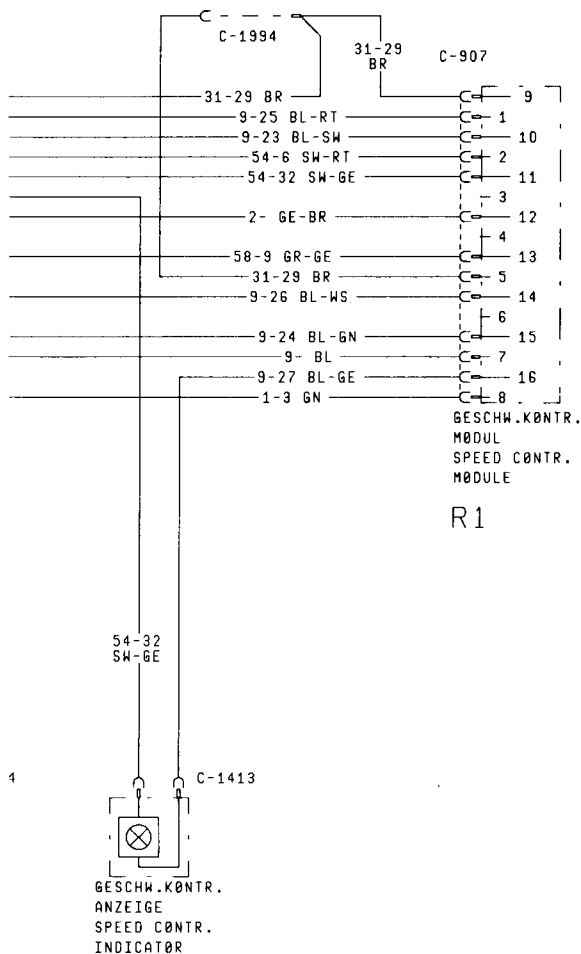 C-1994
31-29
BR
C-907
31-29 BR
9
9-25 BL-RT
1
9-23 BL-SW
10
54-6 SW-RT
2
54-32 SW-GE
11
3
2- GE-BR
12
4
58-9 GR-GE
13
31-29 BR
5
9-26 BL-WS
14
6
9-24 BL-GN
15
9- BL
7
9-27 BL-GE
16
1-3 GN
8
GESCHW.KØNTR.
MØDUL
SPEED CØNTR.
MØDULE
R1
54-32
SW-GE
4
C-1413
GESCHW.KØNTR.
ANZEIGE
SPEED CØNTR.
INDICATØR